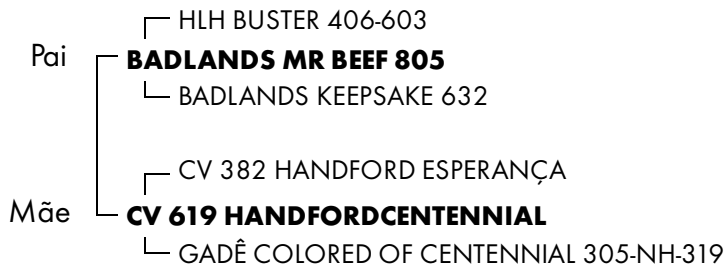 HLH BUSTER 406-603
Pai BADLANDS MR BEEF 805
BADLANDS KEEPSAKE 632
CV 382 HANDFORD ESPERANÇA
Mãe CV 619 HANDFORDCENTENNIAL
GADÊ COLORED OF CENTENNIAL 305-NH-319